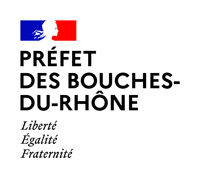 PRÉFET
DES BOUCHES-
DU-RHÔNE
Liberté
Égalité
Fraternité